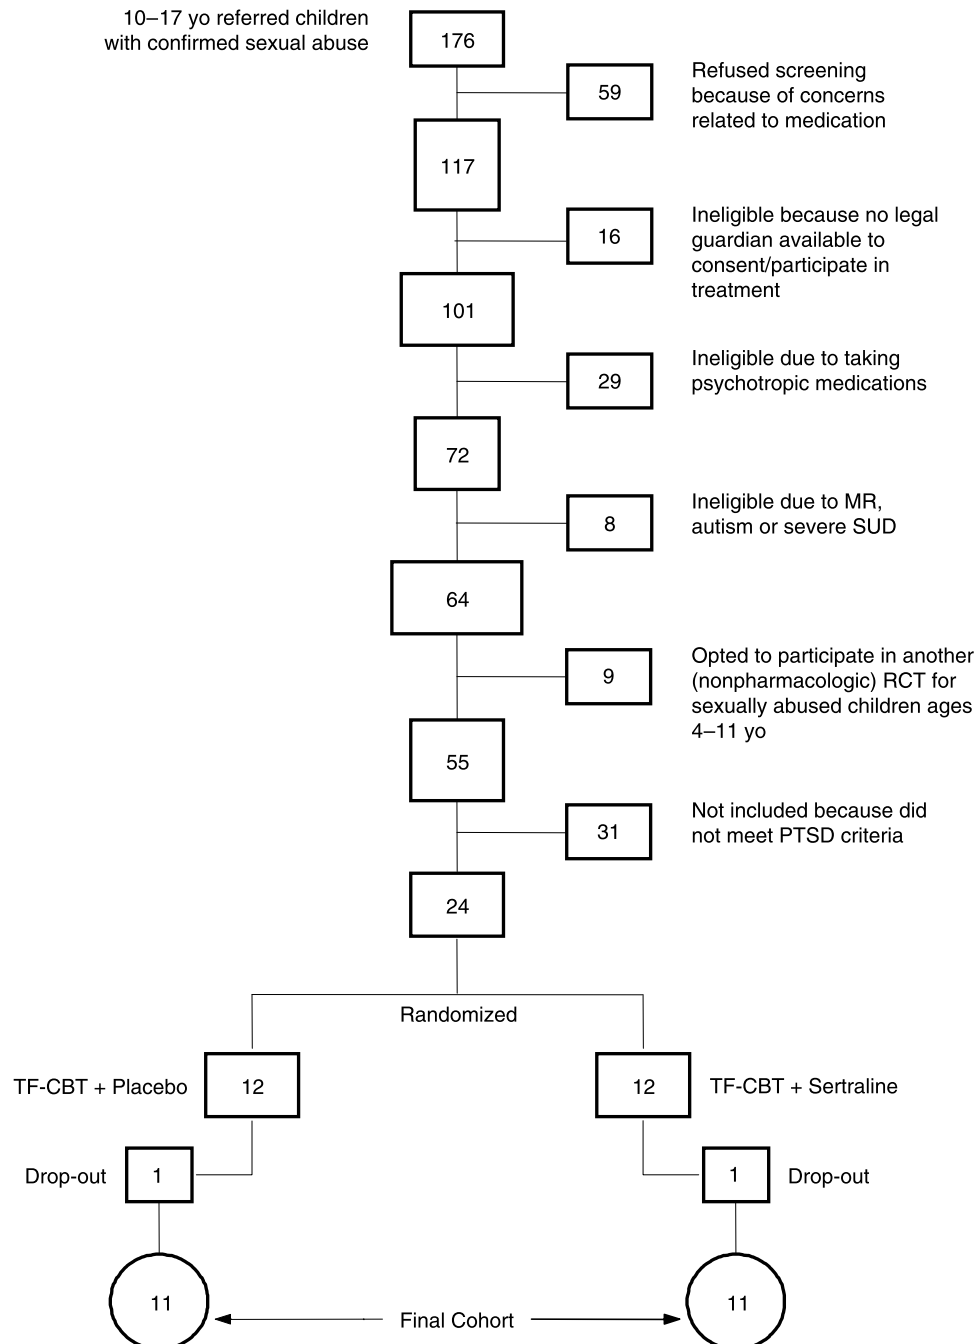 10–17 yo referred children
with confirmed sexual abuse
176
59
Refused screening
because of concerns
related to medication
117
16
Ineligible because no legal
guardian available to
consent/participate in
treatment
101
29
Ineligible due to taking
psychotropic medications
72
8
Ineligible due to MR,
autism or severe SUD
64
9
Opted to participate in another
(nonpharmacologic) RCT for
sexually abused children ages
4–11 yo
55
31
Not included because did
not meet PTSD criteria
24
Randomized
TF-CBT + Placebo
12
12
TF-CBT + Sertraline
Drop-out
1
1
Drop-out
11
Final Cohort
11